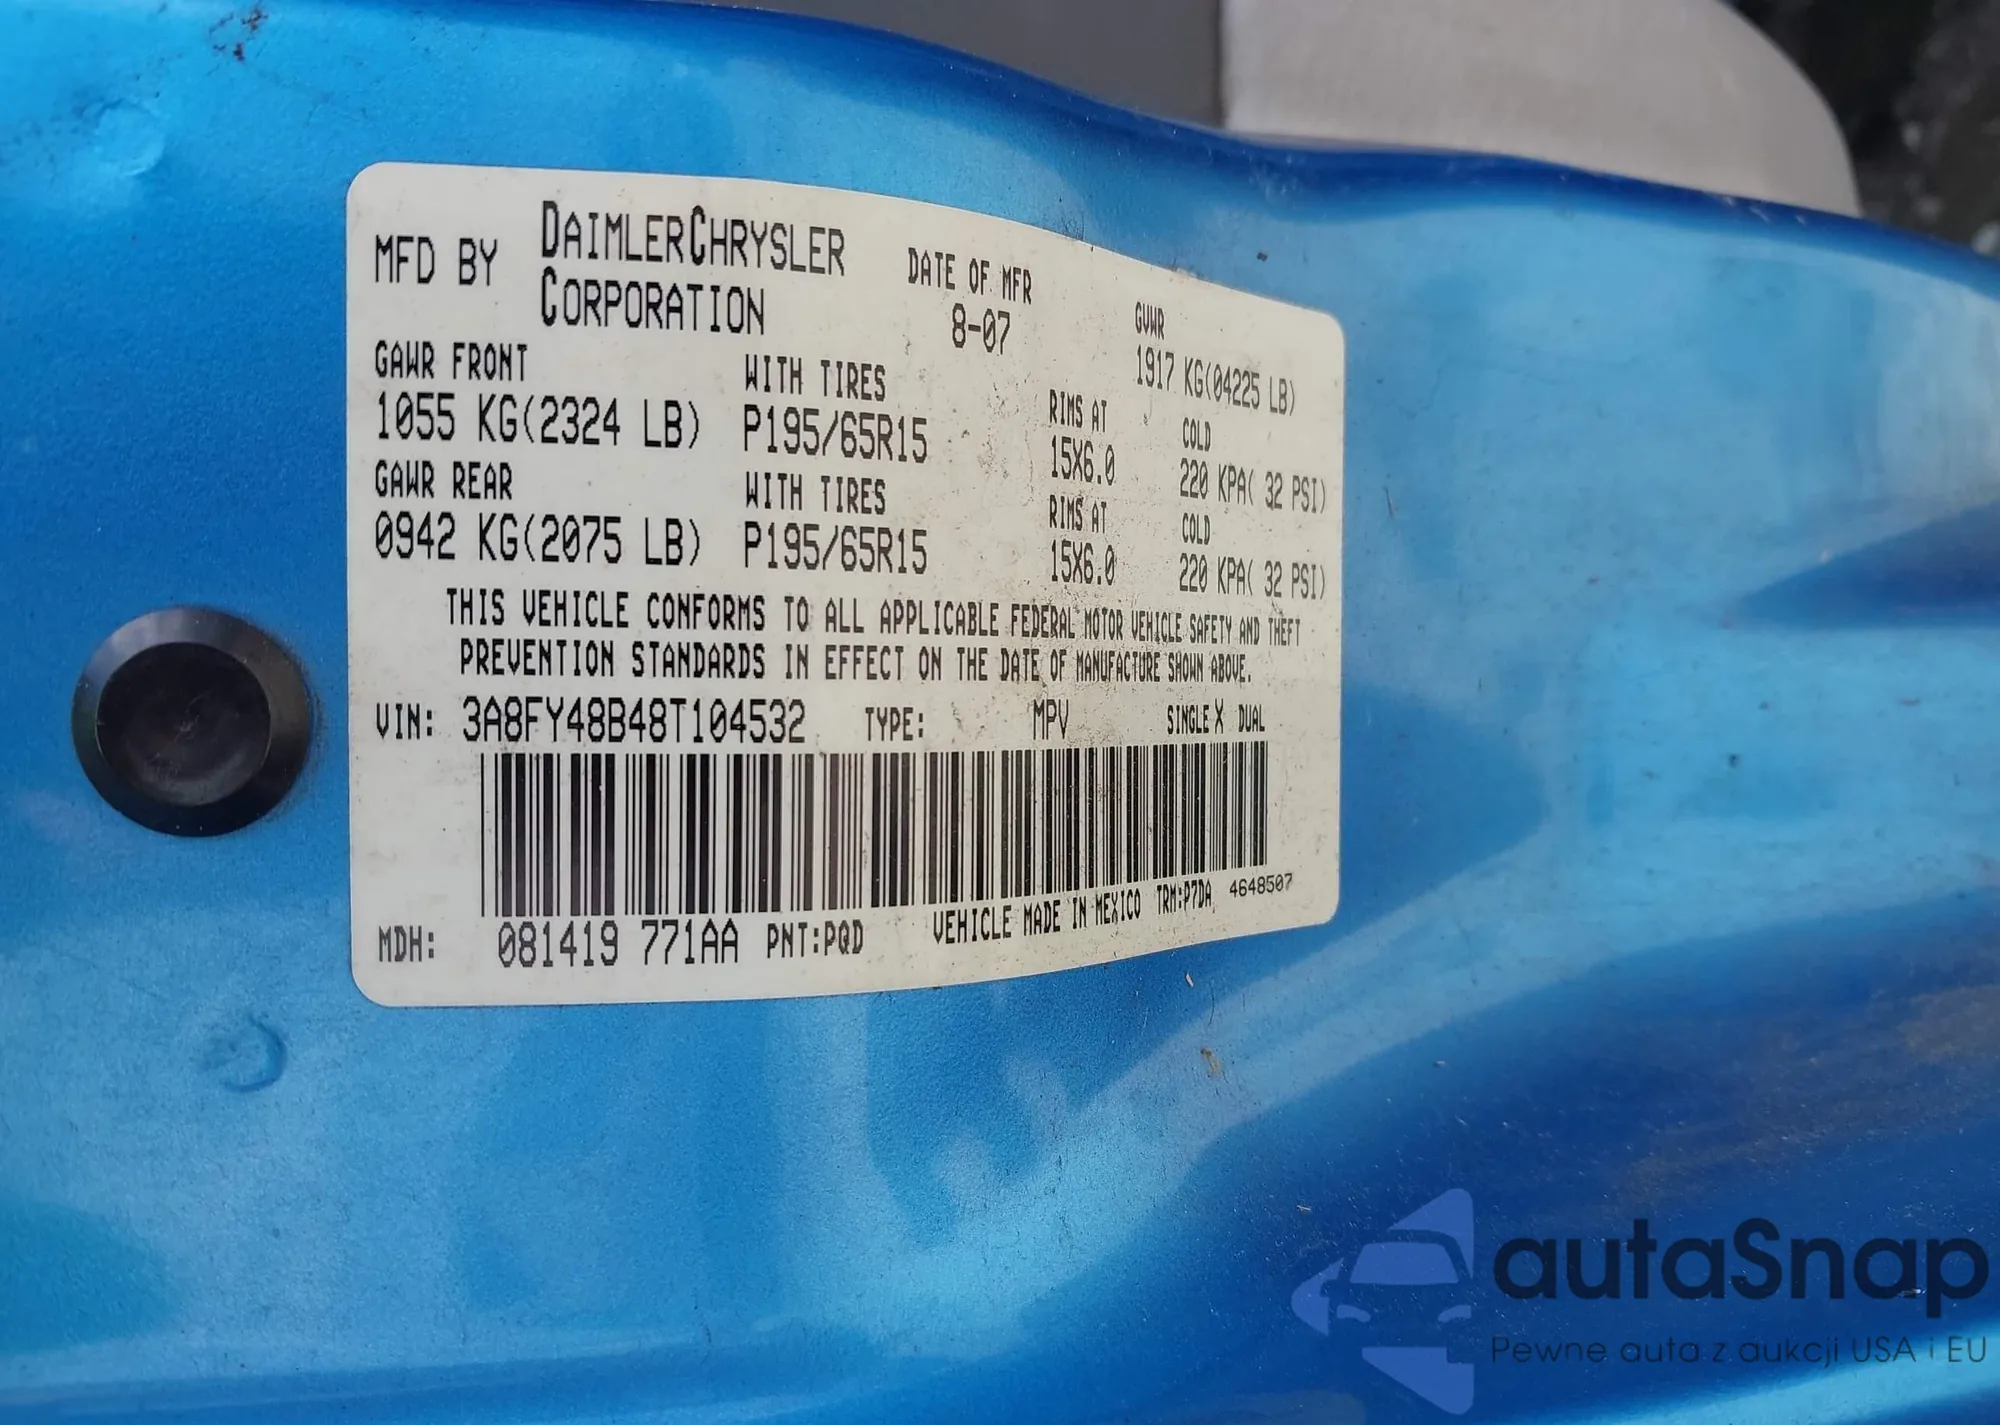 MFD BY DAIMLERCHRYSLER CORPORATION
DATE OF MFR
8-07
GVWR
1917 KG(04225 LB)
GAWR FRONT WITH TIRES RIMS AT COLD
1055 KG(2324 LB) P195/65R15 15X6.0 220 KPA( 32 PSI)
GAWR REAR WITH TIRES RIMS AT COLD
0942 KG(2075 LB) P195/65R15 15X6.0 220 KPA( 32 PSI)
THIS VEHICLE CONFORMS TO ALL APPLICABLE FEDERAL MOTOR VEHICLE SAFETY AND THEFT
PREVENTION STANDARDS IN EFFECT ON THE DATE OF MANUFACTURE SHOWN ABOVE.
VIN: 3A8FY48B48T104532 TYPE: MPV SINGLE X DUAL
MDH: 081419 771AA PNT:PQD VEHICLE MADE IN MEXICO TRM:P7DA 4648507
autaSnap
Pewne auta z aukcji USA i EU